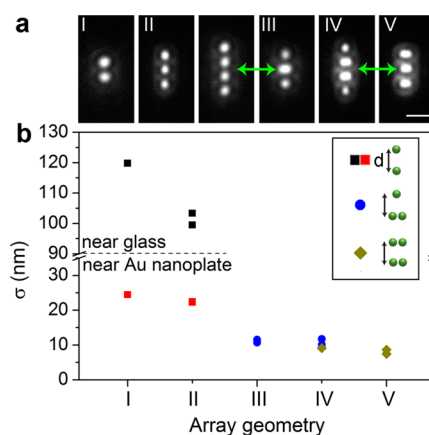 a
I II III IV V
b
130
120
110
100
90
30
20
10
0
σ (nm)
near glass
near Au nanoplate
d
I II III IV V
Array geometry